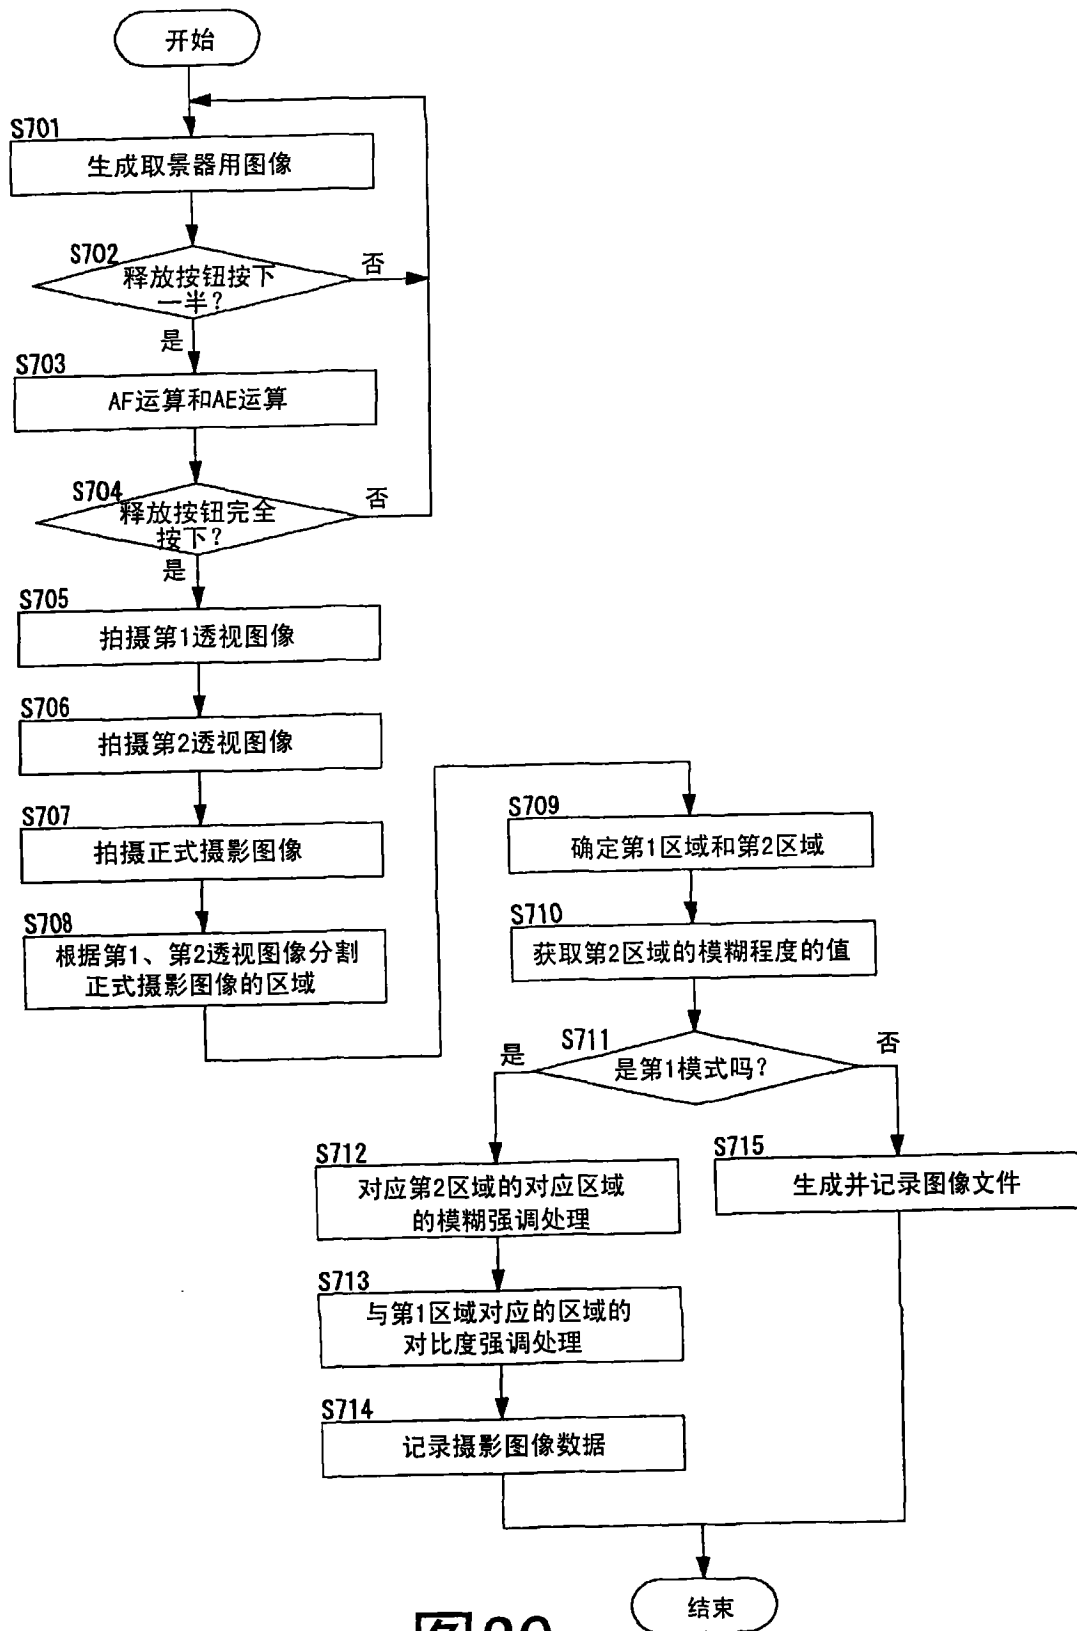 开始
S701
生成取景器用图像
S702
释放按钮按下
一半?
否
是
S703
AF运算和AE运算
S704
释放按钮完全
按下?
否
是
S705
拍摄第1透视图像
S706
拍摄第2透视图像
S707
拍摄正式摄影图像
S708
根据第1、第2透视图像分割
正式摄影图像的区域
S709
确定第1区域和第2区域
S710
获取第2区域的模糊程度的值
S711
是第1模式吗?
是
否
S712
对应第2区域的对应区域
的模糊强调处理
S713
与第1区域对应的区域的
对比度强调处理
S714
记录摄影图像数据
S715
生成并记录图像文件
结束